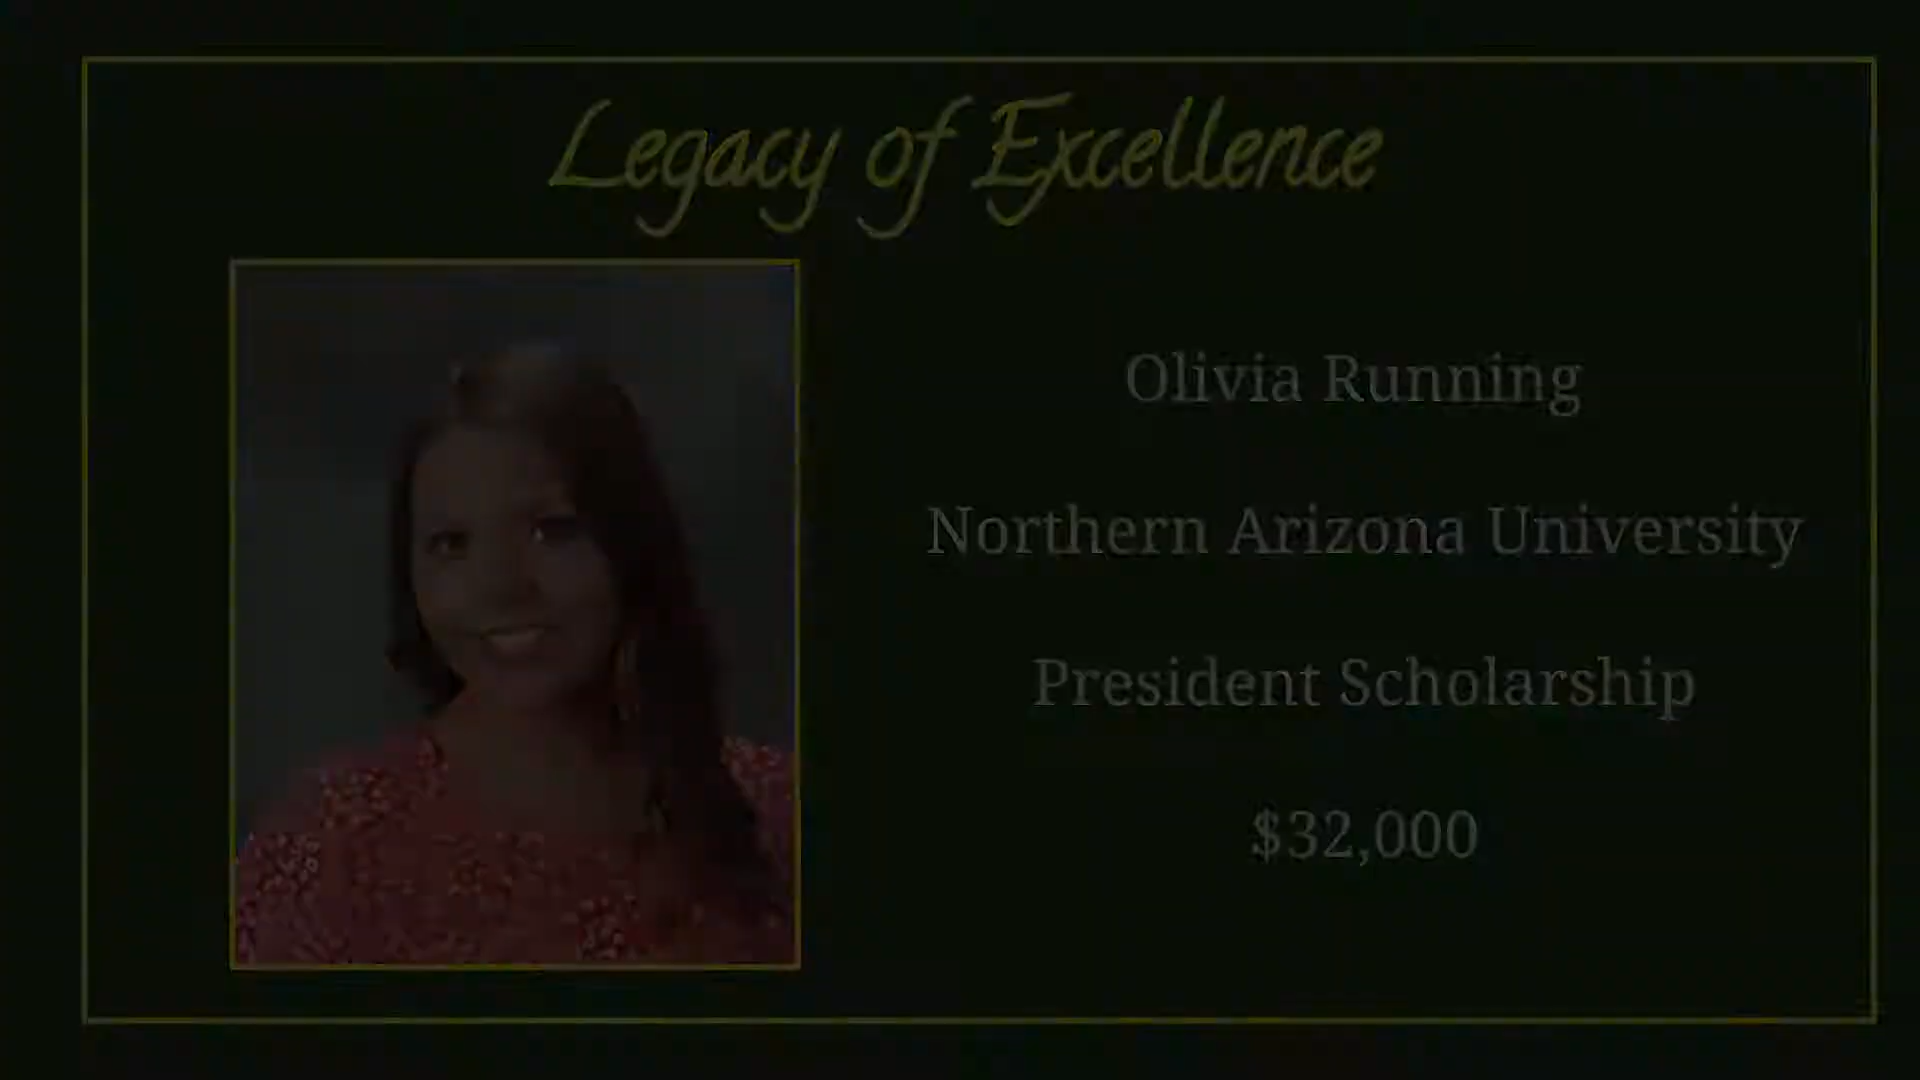 Legacy of Excellence
Olivia Running
Northern Arizona University
President Scholarship
$32,000